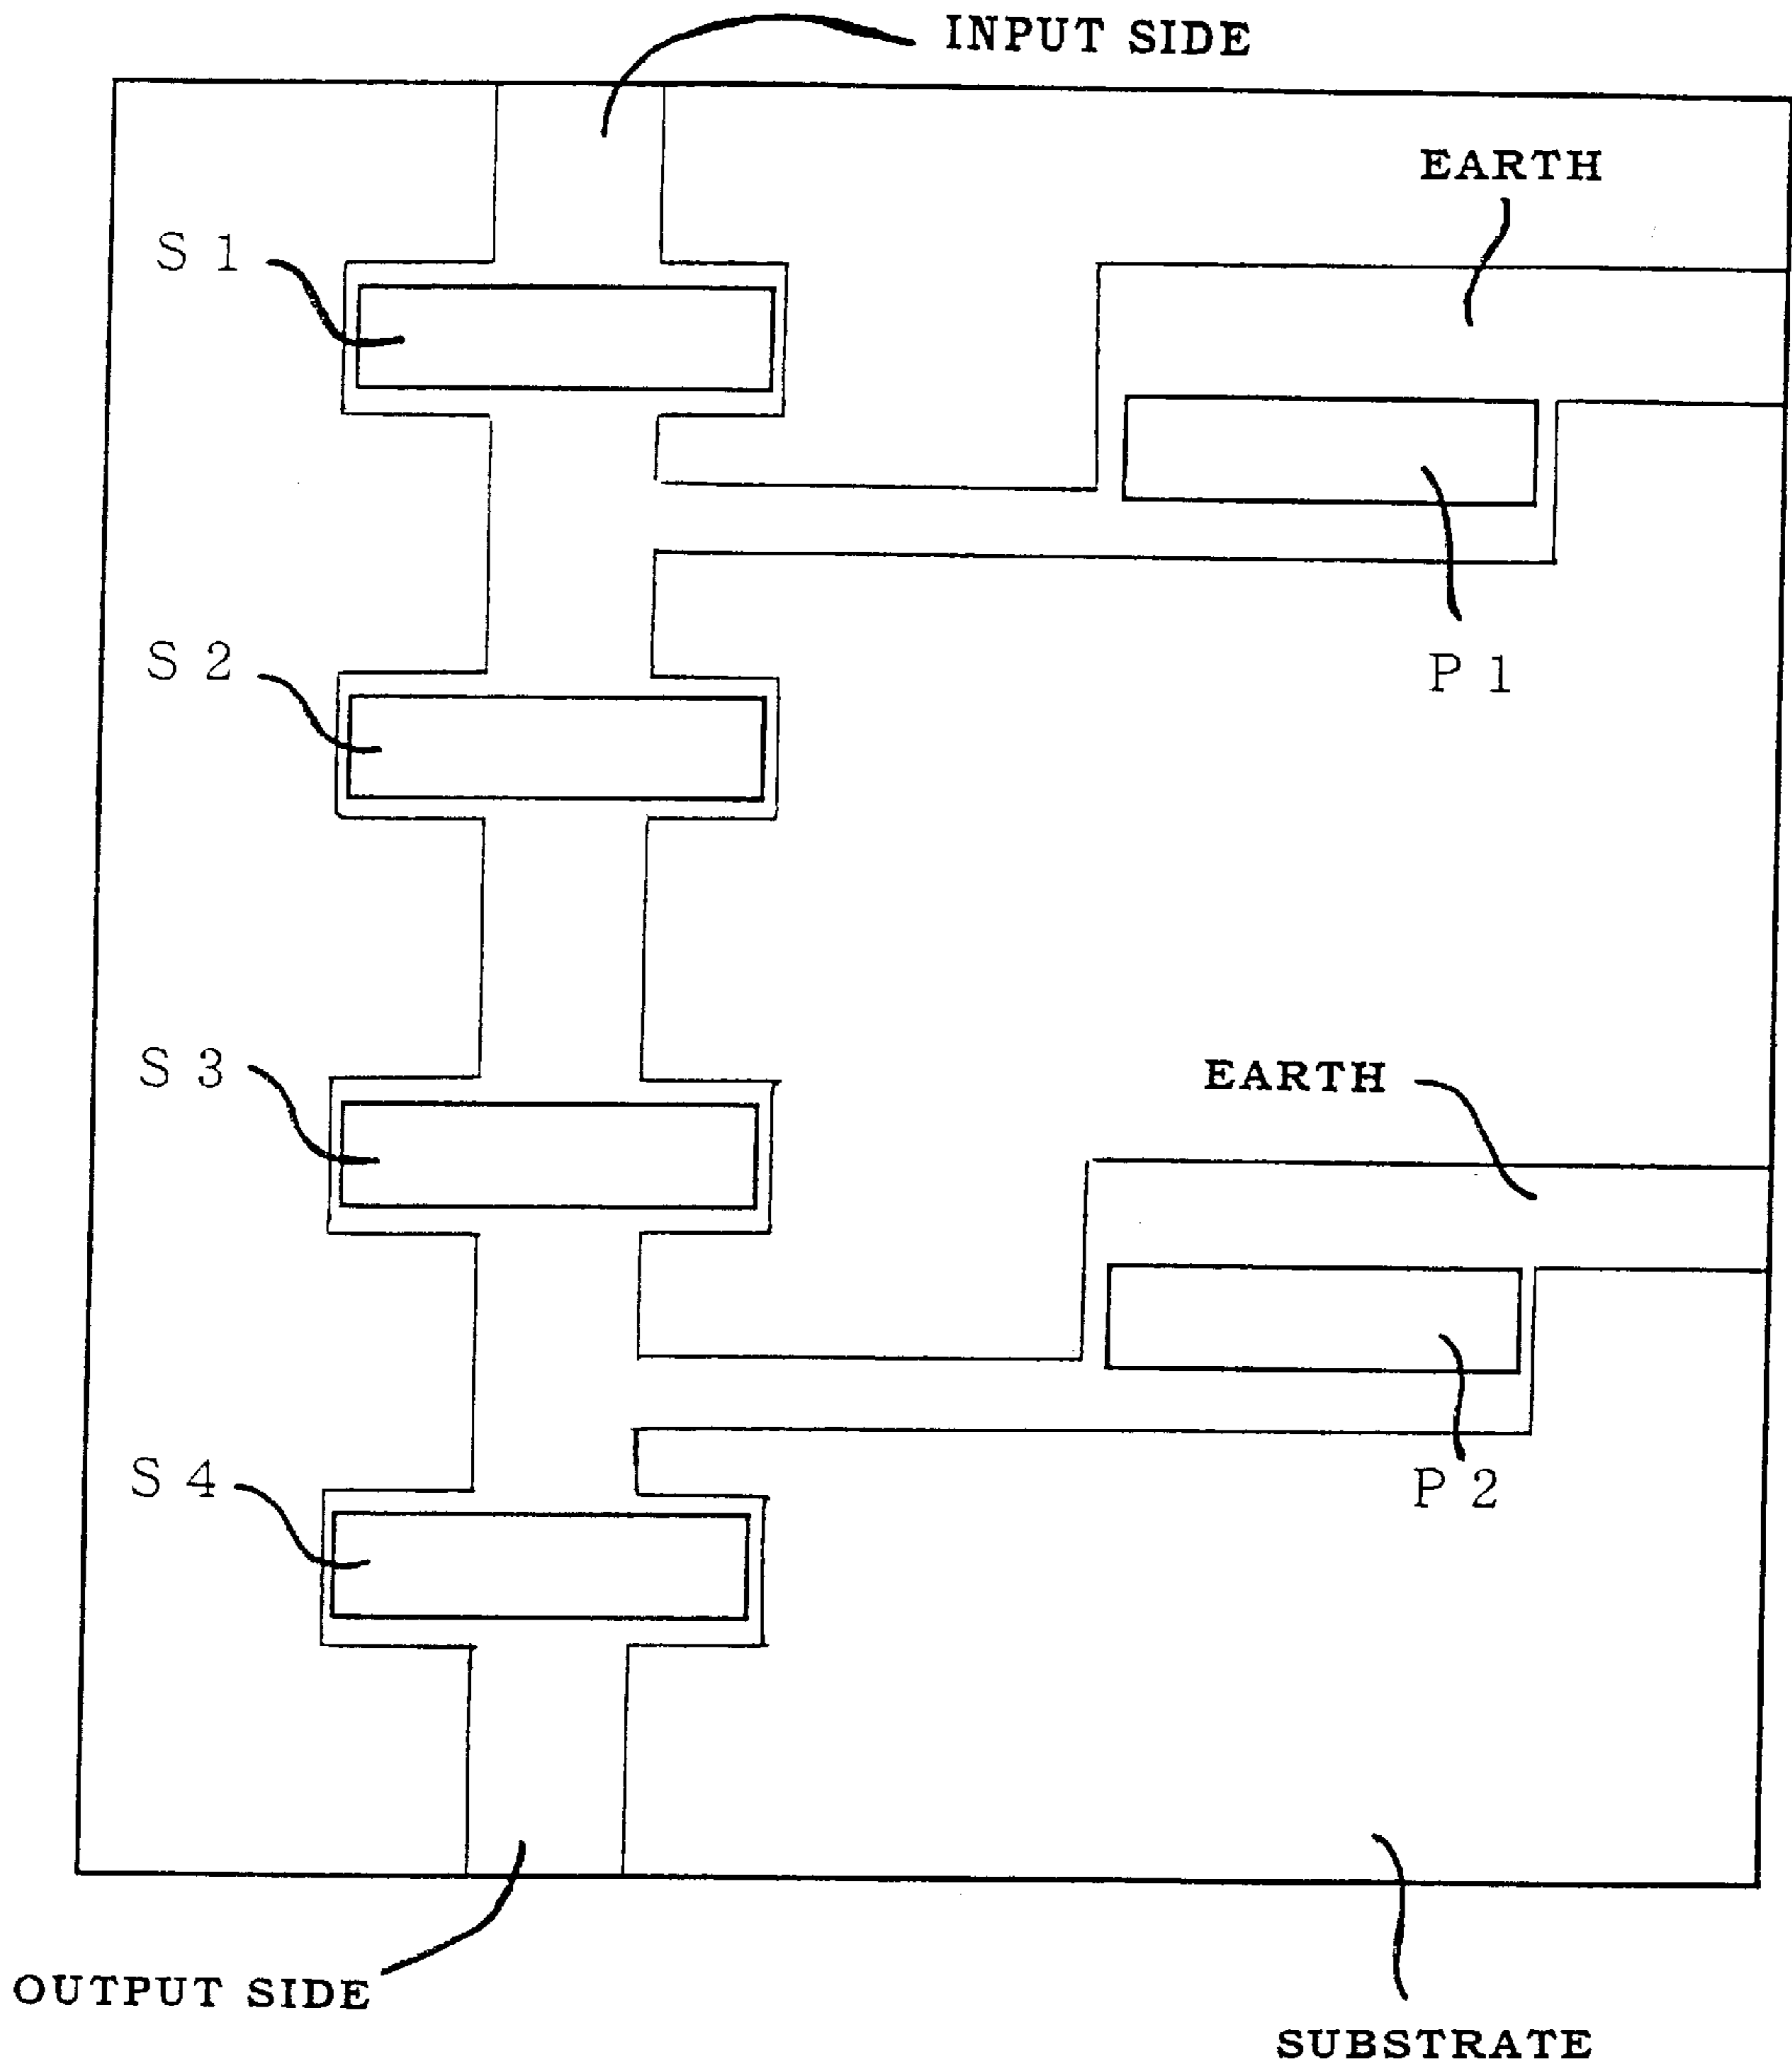 INPUT SIDE
EARTH
S 1
P 1
S 2
S 3
EARTH
S 4
P 2
OUTPUT SIDE
SUBSTRATE